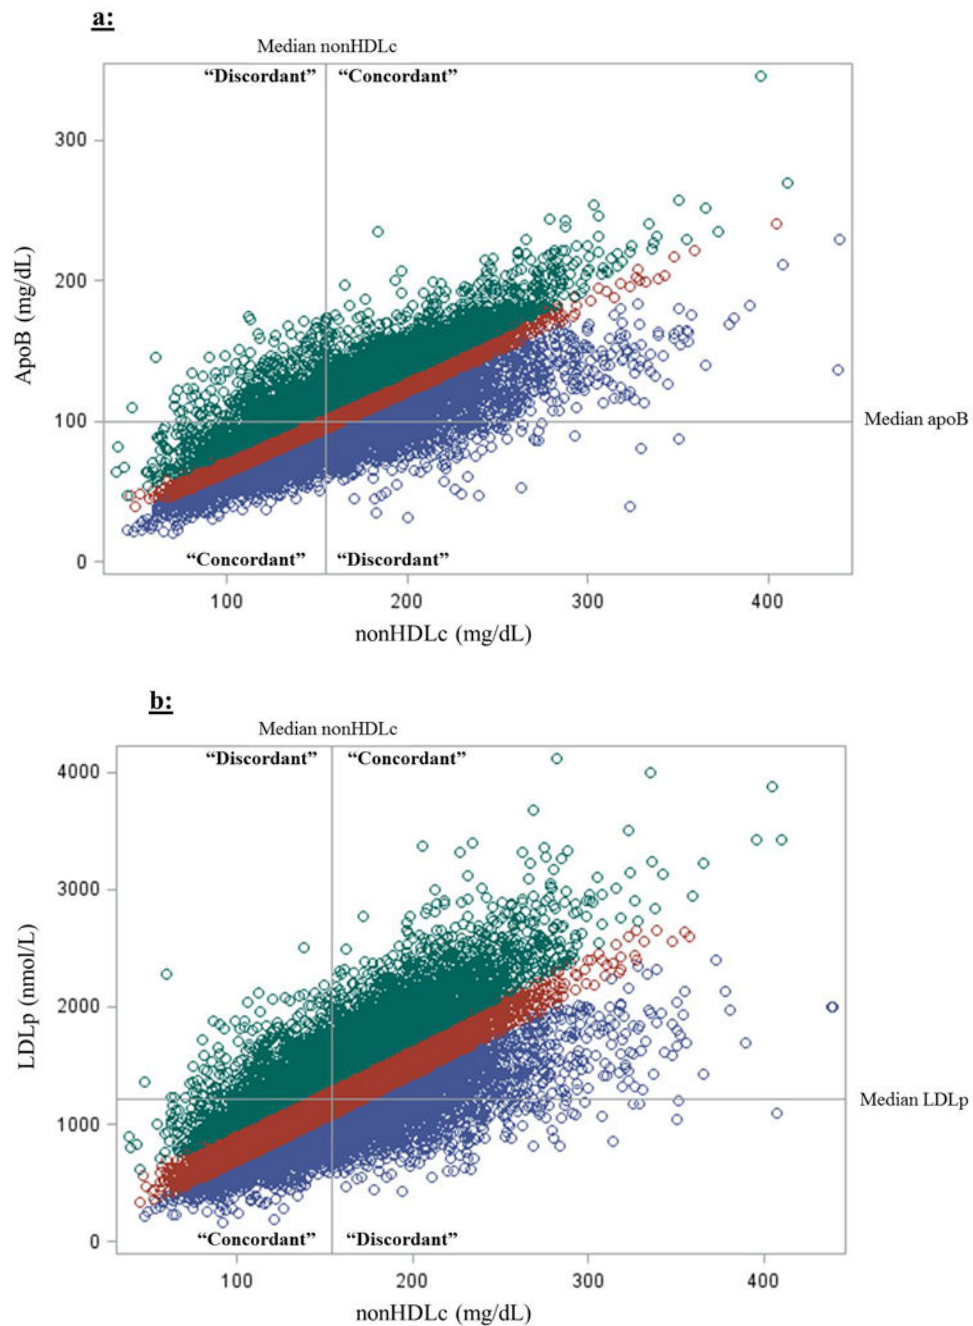 a:
Median nonHDLc
“Discordant” “Concordant”
300
200
100
0
ApoB (mg/dL)
Median apoB
“Concordant” “Discordant”
100 200 300 400
nonHDLc (mg/dL)
b:
Median nonHDLc
“Discordant” “Concordant”
4000
3000
2000
1000
0
LDLp (nmol/L)
Median LDLp
“Concordant” “Discordant”
100 200 300 400
nonHDLc (mg/dL)